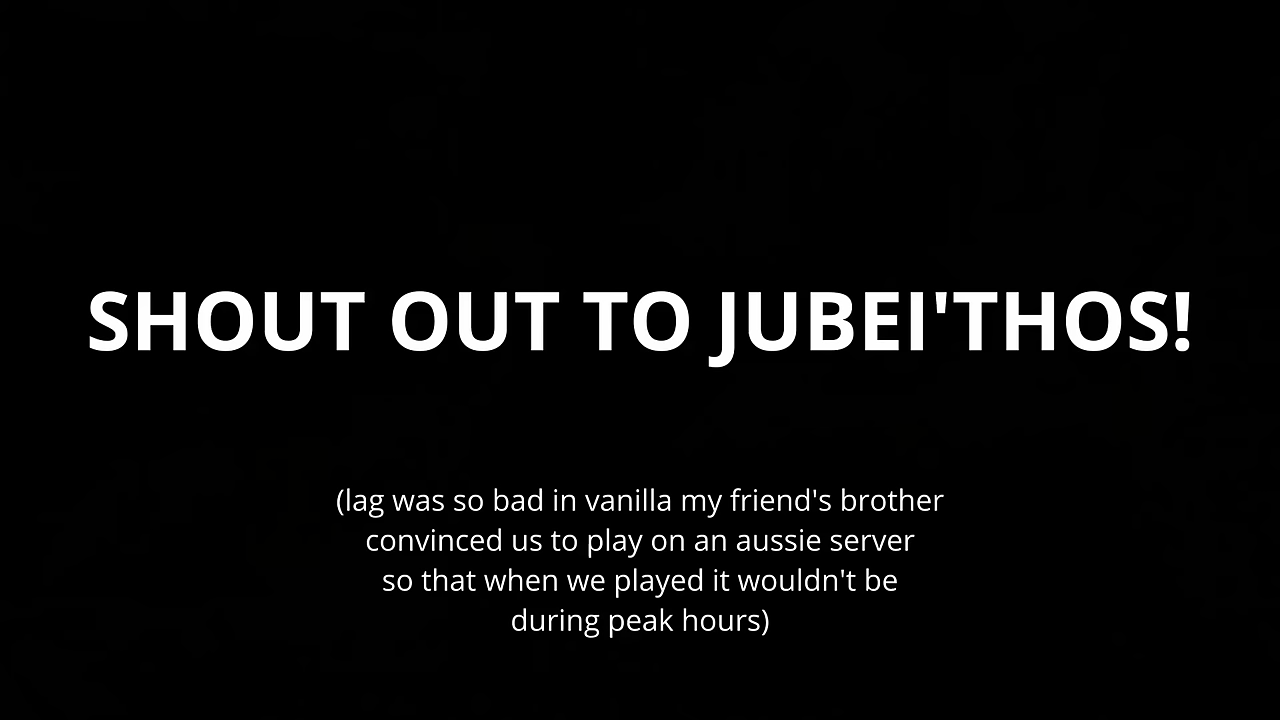 SHOUT OUT TO JUBEI'THOS!
(lag was so bad in vanilla my friend's brother
convinced us to play on an aussie server
so that when we played it wouldn't be
during peak hours)